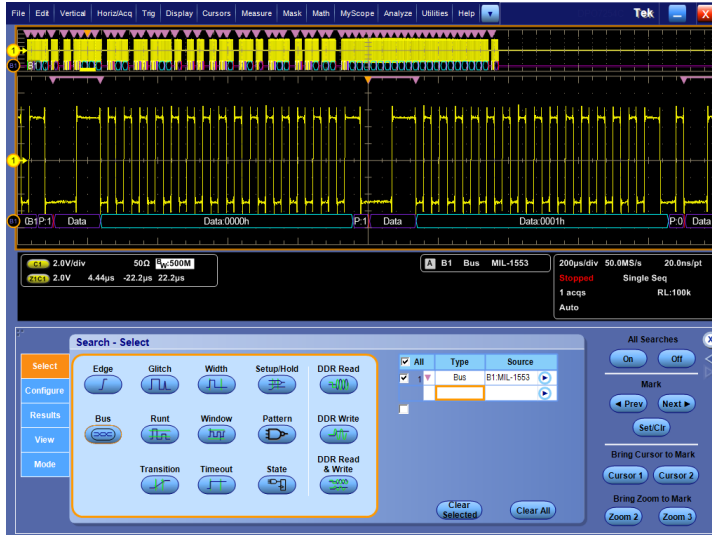 File Edit Vertical Horiz/Acq Trig Display Cursors Measure Mask Math MyScope Analyze Utilities Help Tek X
1
B1 B1
1
B1 (B1 P:1 Data Data:0000h P:1 Data Data:0001h P:0 Data
C1 2.0V/div 50Ω BW:500M
Z1C1 2.0V 4.44µs -22.2µs 22.2µs
A B1 Bus MIL-1553
200µs/div 50.0MS/s 20.0ns/pt
Stopped Single Seq
1 acqs RL:100k
Auto
Search - Select
Select
Configure
Results
View
Mode
Edge Glitch Width Setup/Hold DDR Read
Bus Runt Window Pattern DDR Write
Transition Timeout State DDR Read & Write
All Type Source
1 Bus B1:MIL-1553
Clear Selected Clear All
All Searches X
On Off
Mark
Prev Next
Set/Clr
Bring Cursor to Mark
Cursor 1 Cursor 2
Bring Zoom to Mark
Zoom 2 Zoom 3